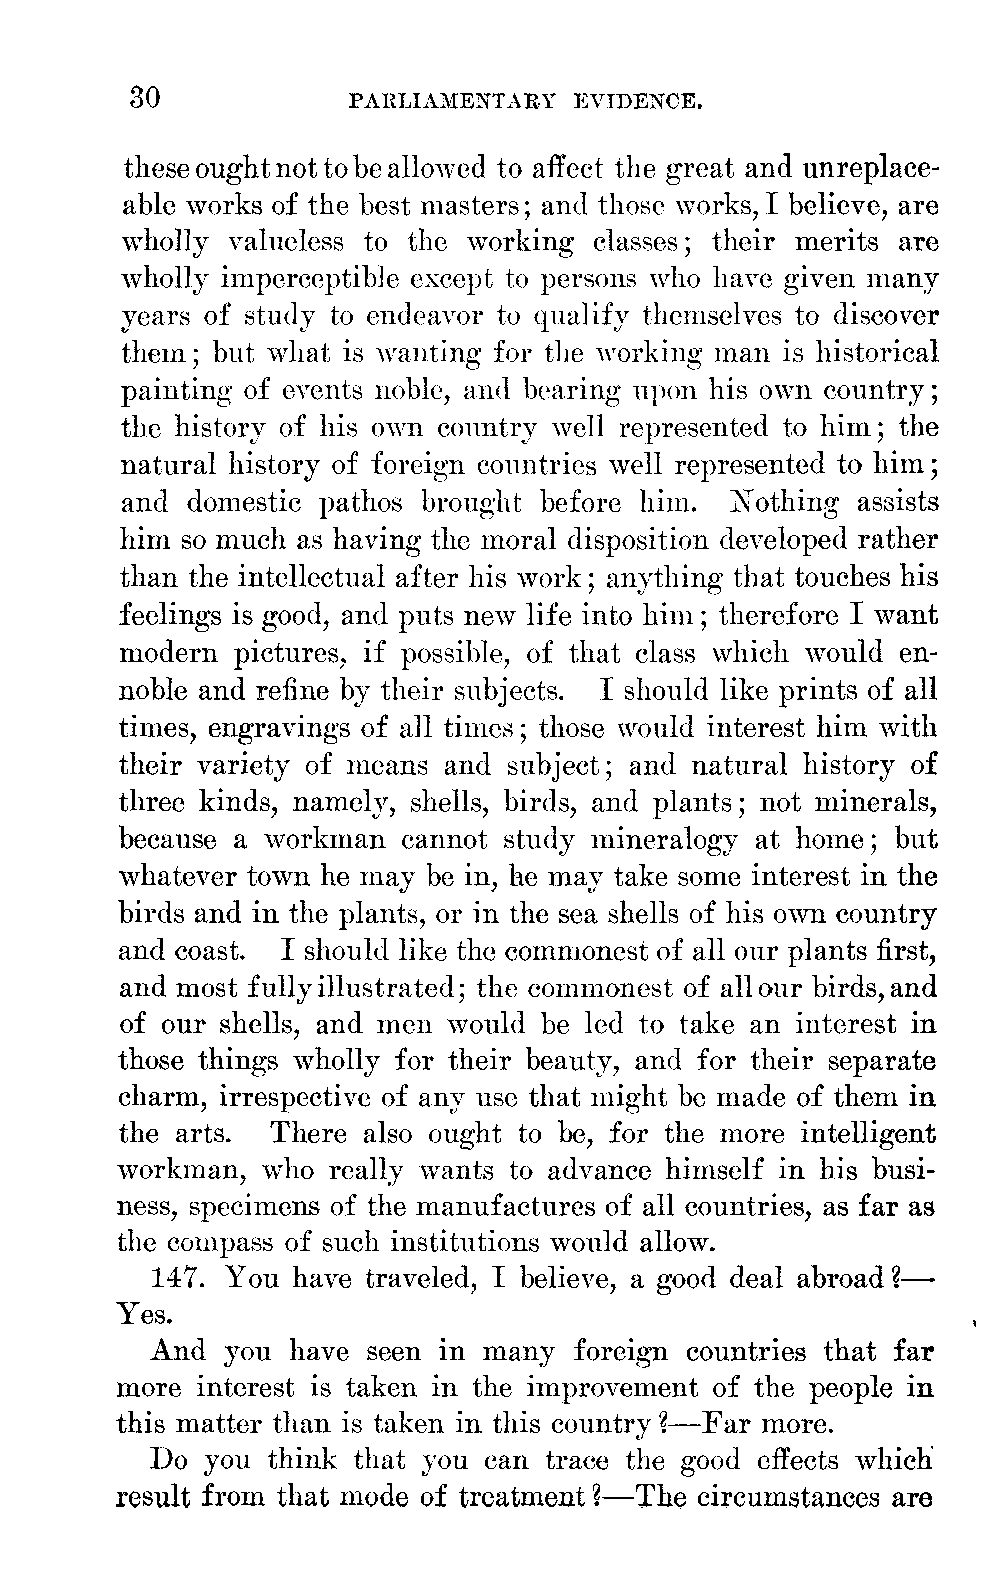 30 PARLIAMENTARY EVIDENCE.
these ought not to be allowed to affect the great and unreplace-
able works of the best masters; and those works, I believe, are
wholly valueless to the working classes; their merits are
wholly imperceptible except to persons who have given many
years of study to endeavor to qualify themselves to discover
them; but what is wanting for the working man is historical
painting of events noble, and bearing upon his own country;
the history of his own country well represented to him; the
natural history of foreign countries well represented to him;
and domestic pathos brought before him. Nothing assists
him so much as having the moral disposition developed rather
than the intellectual after his work; anything that touches his
feelings is good, and puts new life into him; therefore I want
modern pictures, if possible, of that class which would en-
noble and refine by their subjects. I should like prints of all
times, engravings of all times; those would interest him with
their variety of means and subject; and natural history of
three kinds, namely, shells, birds, and plants; not minerals,
because a workman cannot study mineralogy at home; but
whatever town he may be in, he may take some interest in the
birds and in the plants, or in the sea shells of his own country
and coast. I should like the commonest of all our plants first,
and most fully illustrated; the commonest of all our birds, and
of our shells, and men would be led to take an interest in
those things wholly for their beauty, and for their separate
charm, irrespective of any use that might be made of them in
the arts. There also ought to be, for the more intelligent
workman, who really wants to advance himself in his busi-
ness, specimens of the manufactures of all countries, as far as
the compass of such institutions would allow.
147. You have traveled, I believe, a good deal abroad?—
Yes.
And you have seen in many foreign countries that far
more interest is taken in the improvement of the people in
this matter than is taken in this country?—Far more.
Do you think that you can trace the good effects which
result from that mode of treatment?—The circumstances are